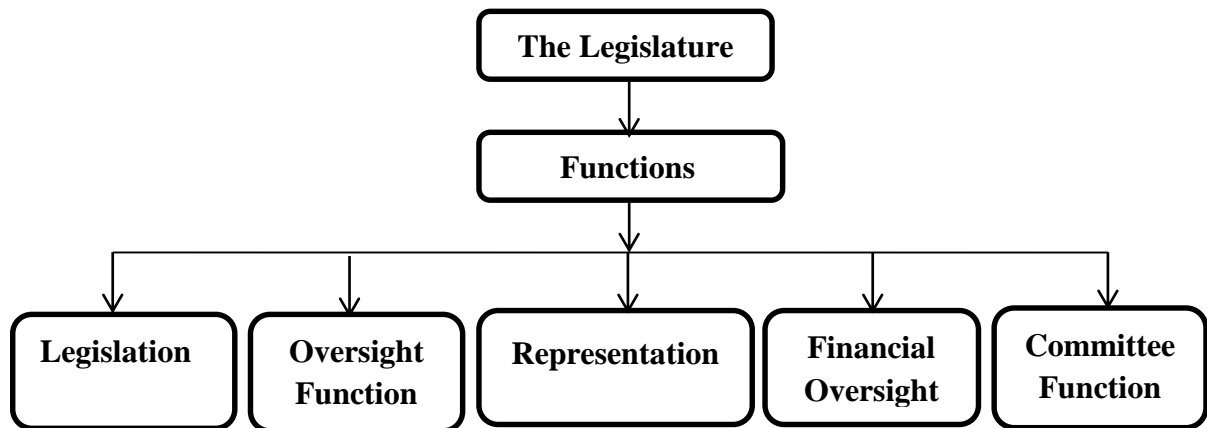 The Legislature
Functions
Legislation
Oversight
Function
Representation
Financial
Oversight
Committee
Function